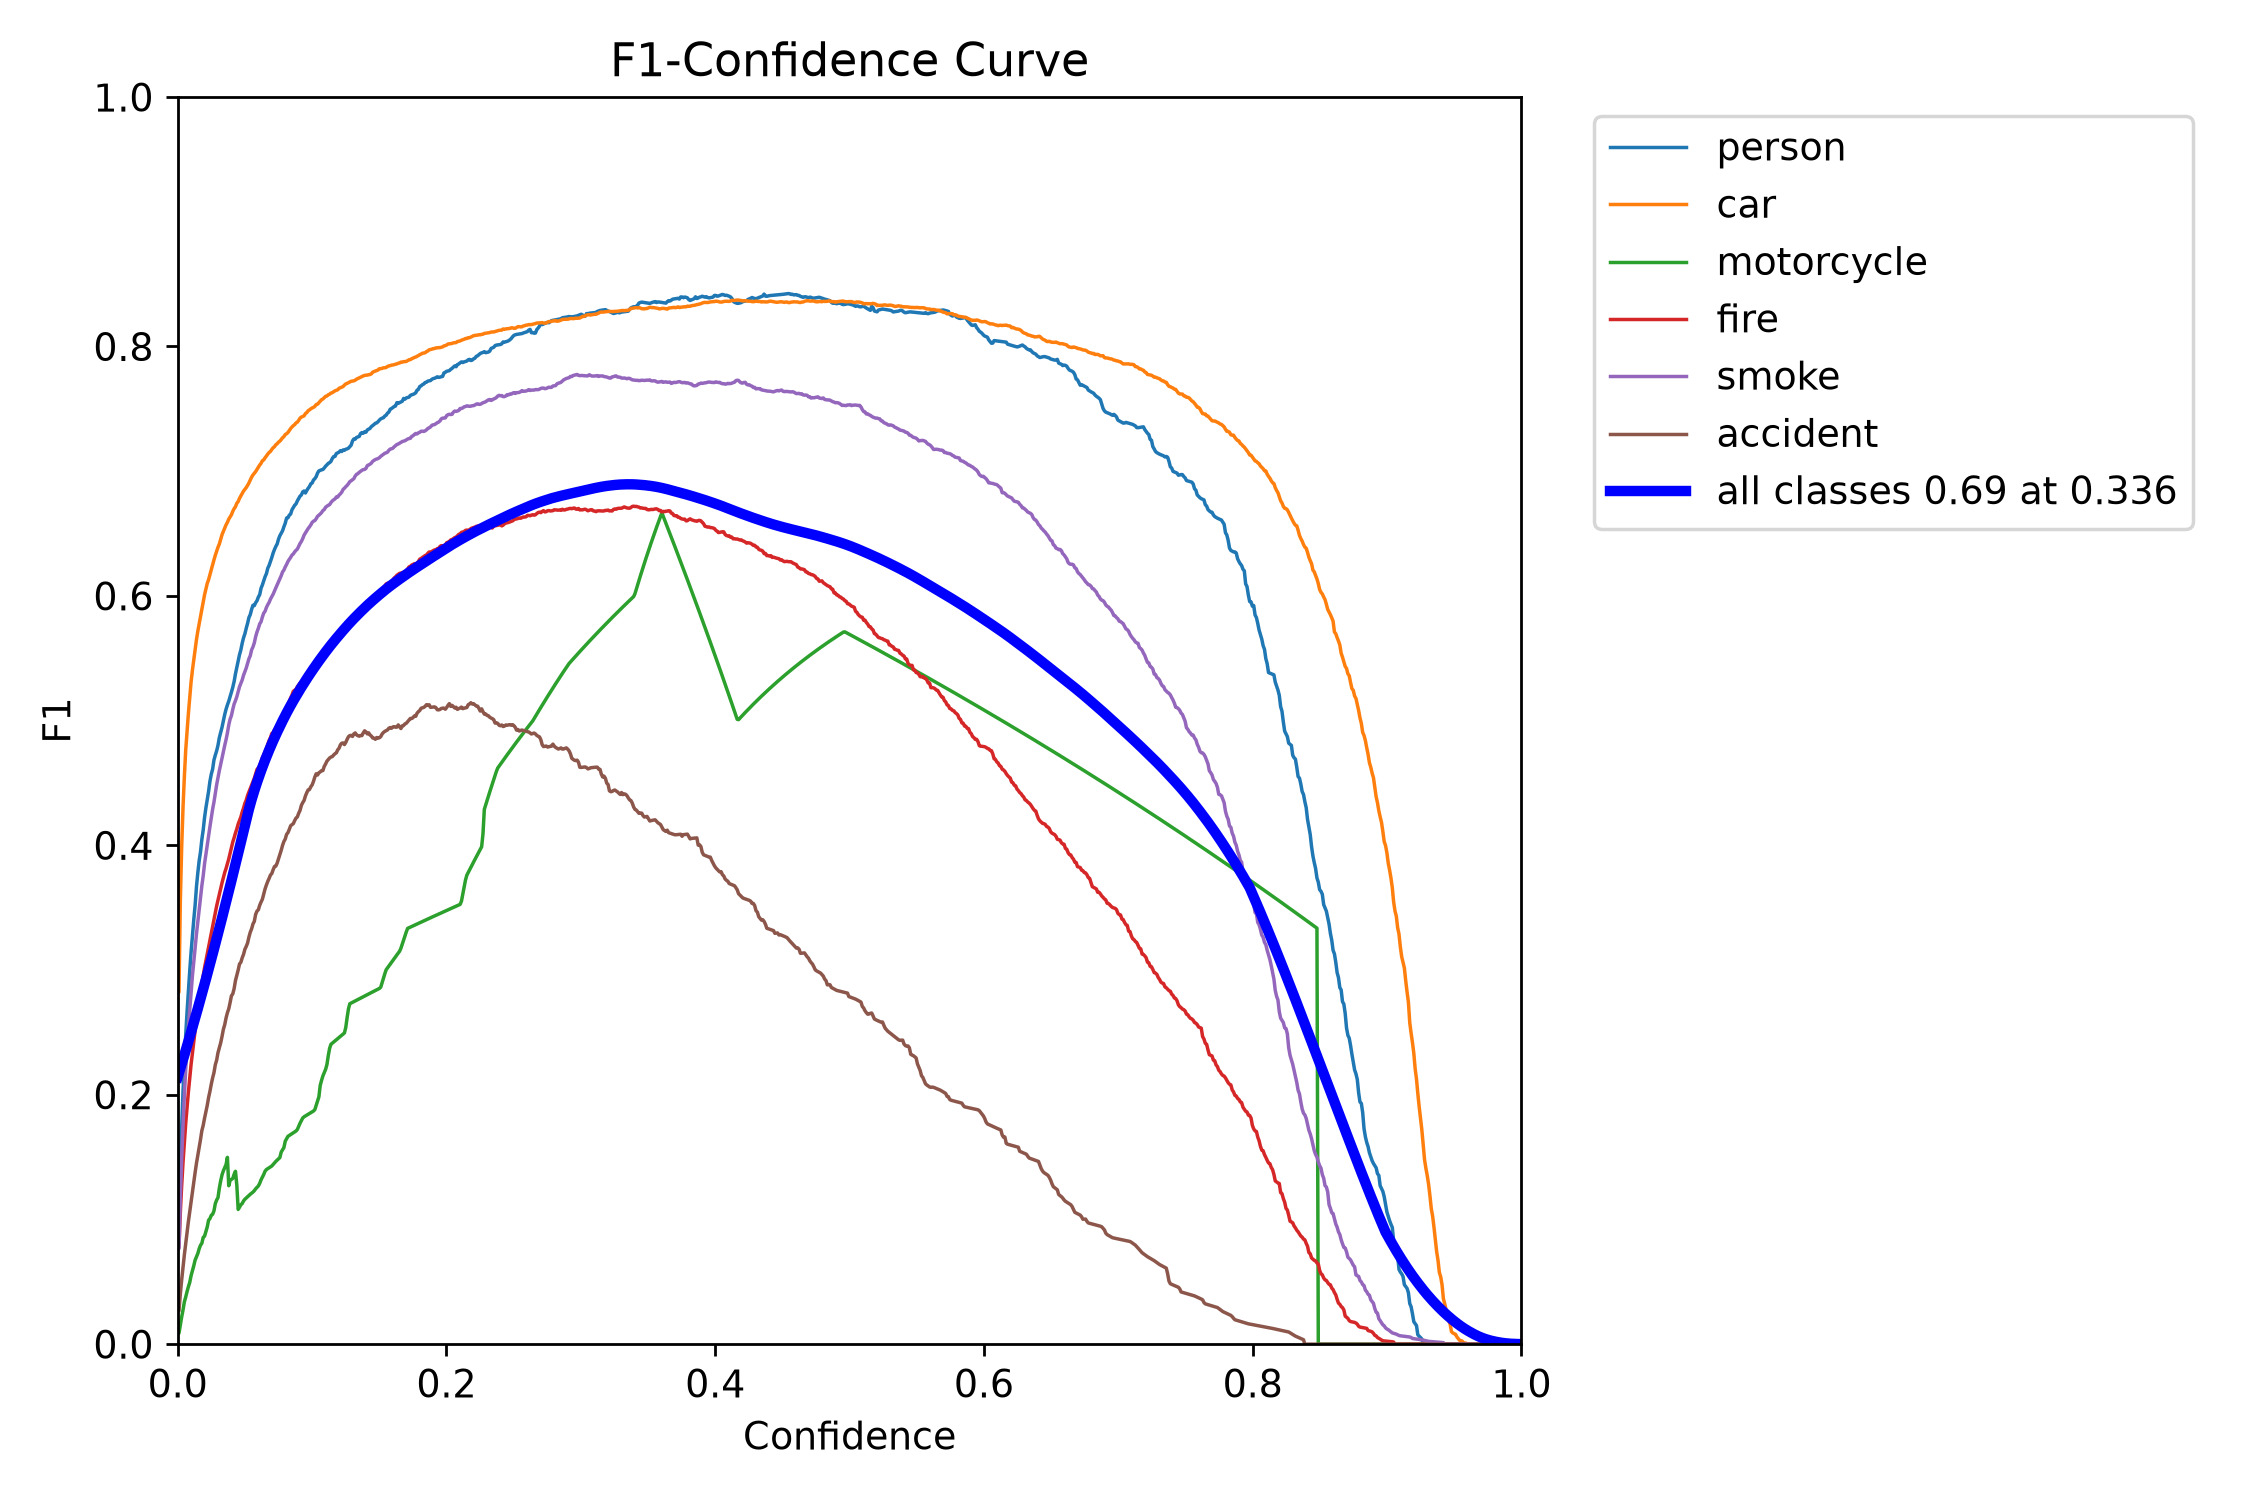 F1-Confidence Curve
1.0
0.8
0.6
0.4
0.2
0.0
F1
0.0 0.2 0.4 0.6 0.8 1.0
Confidence
person
car
motorcycle
fire
smoke
accident
all classes 0.69 at 0.336